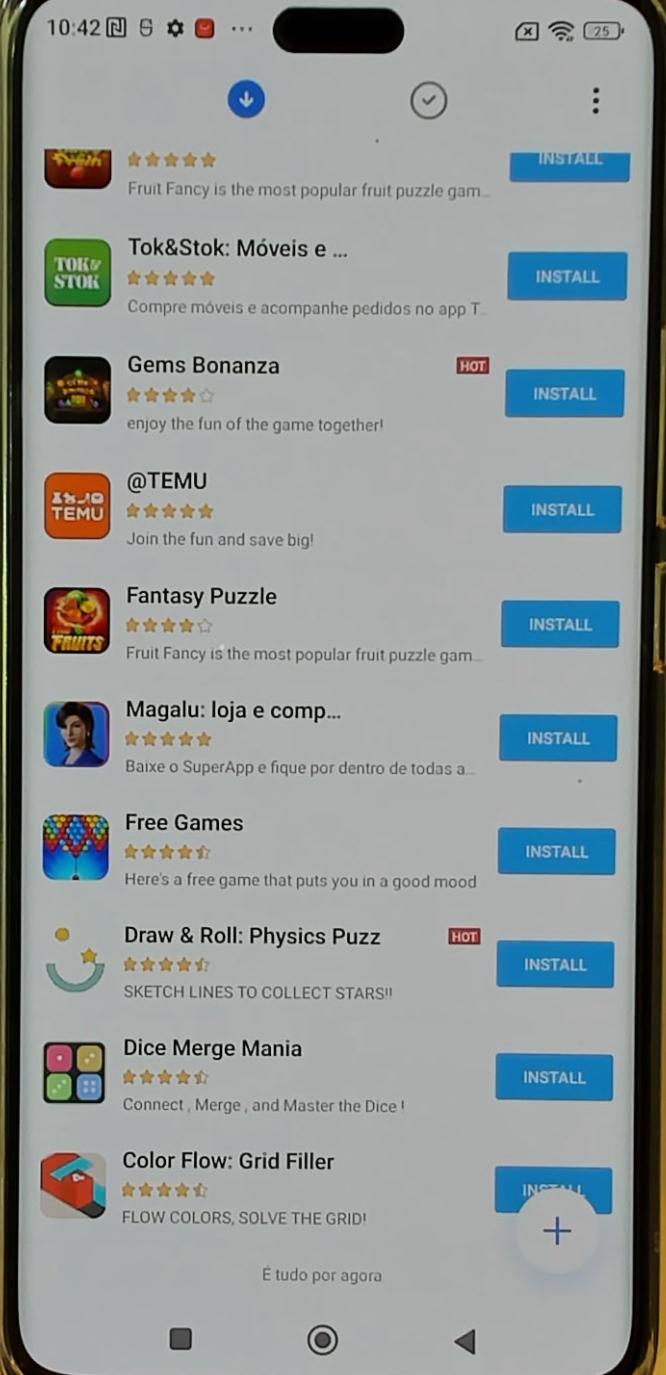 10:42
25
INSTALL
Fruit Fancy is the most popular fruit puzzle gam...
TOK&
STOK
Tok&Stok: Móveis e ...
INSTALL
Compre móveis e acompanhe pedidos no app T...
Gems Bonanza
HOT
INSTALL
enjoy the fun of the game together!
TEMU
@TEMU
INSTALL
Join the fun and save big!
FRUITS
Fantasy Puzzle
INSTALL
Fruit Fancy is the most popular fruit puzzle gam...
Magalu: loja e comp...
INSTALL
Baixe o SuperApp e fique por dentro de todas a...
Free Games
INSTALL
Here's a free game that puts you in a good mood
Draw & Roll: Physics Puzz
HOT
INSTALL
SKETCH LINES TO COLLECT STARS!!
Dice Merge Mania
INSTALL
Connect , Merge , and Master the Dice !
Color Flow: Grid Filler
INSTALL
FLOW COLORS, SOLVE THE GRID!
É tudo por agora